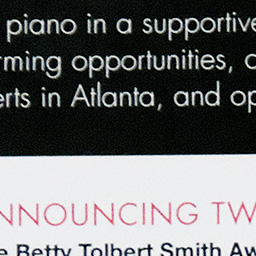 piano in a supportive
rming opportunities, c
erts in Atlanta, and op
NNOUNCING TW
e Betty Tolbert Smith Aw